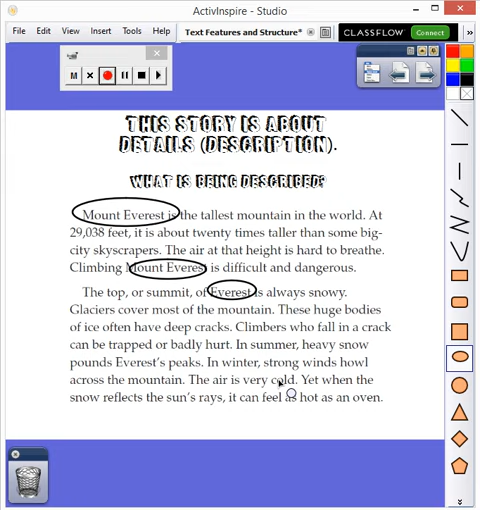 ActivInspire - Studio
File Edit View Insert Tools Help
Text Features and Structure*
CLASSFLOW Connect
M
THIS STORY IS ABOUT
DETAILS (DESCRIPTION).
WHAT IS BEING DESCRIBED?
Mount Everest is the tallest mountain in the world. At
29,038 feet, it is about twenty times taller than some big-
city skyscrapers. The air at that height is hard to breathe.
Climbing Mount Everest is difficult and dangerous.
The top, or summit, of Everest is always snowy.
Glaciers cover most of the mountain. These huge bodies
of ice often have deep cracks. Climbers who fall in a crack
can be trapped or badly hurt. In summer, heavy snow
pounds Everest's peaks. In winter, strong winds howl
across the mountain. The air is very cold. Yet when the
snow reflects the sun's rays, it can feel as hot as an oven.